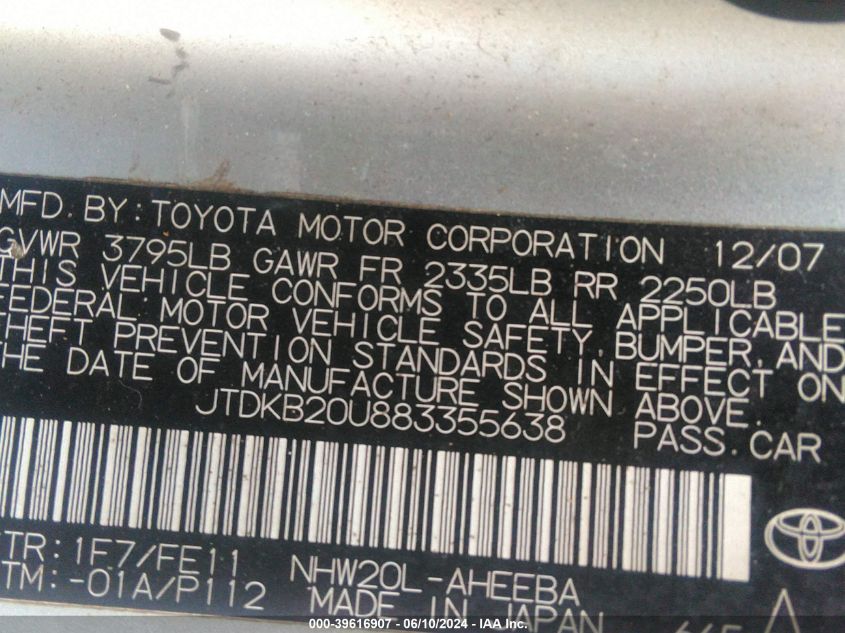 MFD. BY: TOYOTA MOTOR CORPORATION 12/07
GVWR 3795LB GAWR FR 2335LB RR 2250LB
THIS VEHICLE CONFORMS TO ALL APPLICABLE
FEDERAL MOTOR VEHICLE SAFETY, BUMPER, AND
THEFT PREVENTION STANDARDS IN EFFECT ON
THE DATE OF MANUFACTURE SHOWN ABOVE.
JTDKB20U883355638 PASS. CAR
TR: 1F7/FE11 NHW20L-AHEEBA
TM: -01A/P112 MADE IN JAPAN
000-39616907 - 06/10/2024 - IAA Inc.